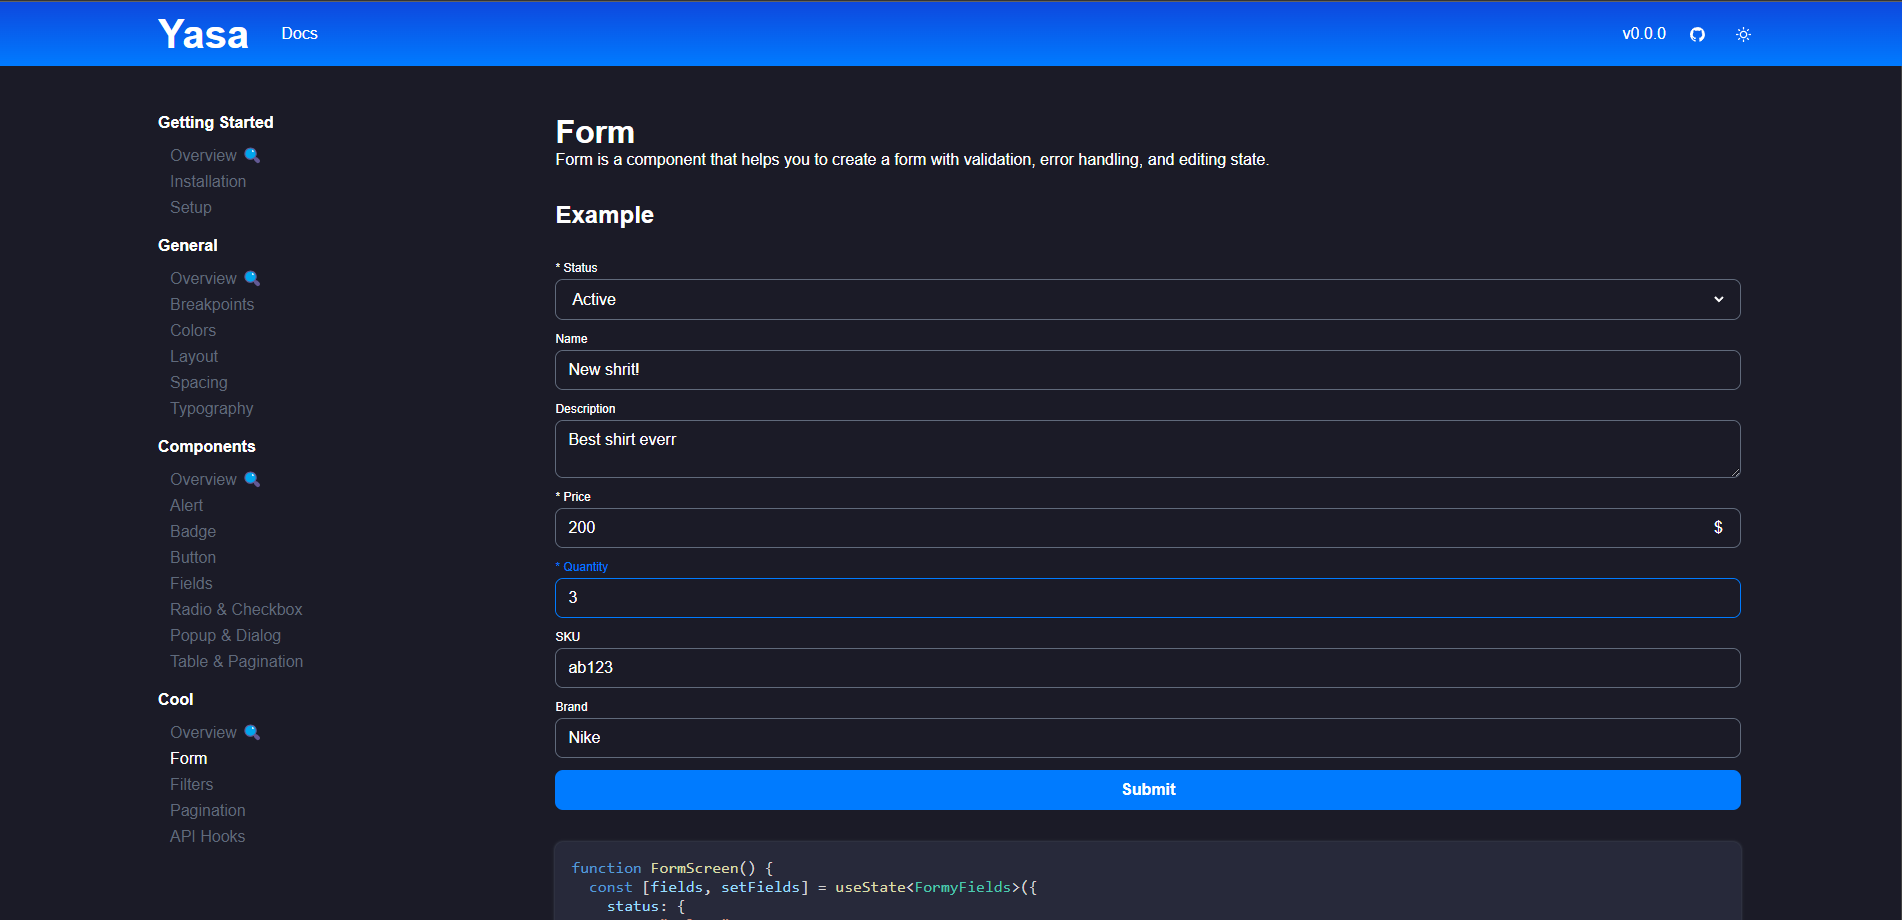 Yasa
Docs
v0.0.0
Getting Started
Overview
Installation
Setup
General
Overview
Breakpoints
Colors
Layout
Spacing
Typography
Components
Overview
Alert
Badge
Button
Fields
Radio & Checkbox
Popup & Dialog
Table & Pagination
Cool
Overview
Form
Filters
Pagination
API Hooks
Form
Form is a component that helps you to create a form with validation, error handling, and editing state.
Example
* Status
Active
Name
New shrit!
Description
Best shirt everr
* Price
200 $
* Quantity
3
SKU
ab123
Brand
Nike
Submit
function FormScreen() {
const [fields, setFields] = useState<FormyFields>({
status: {